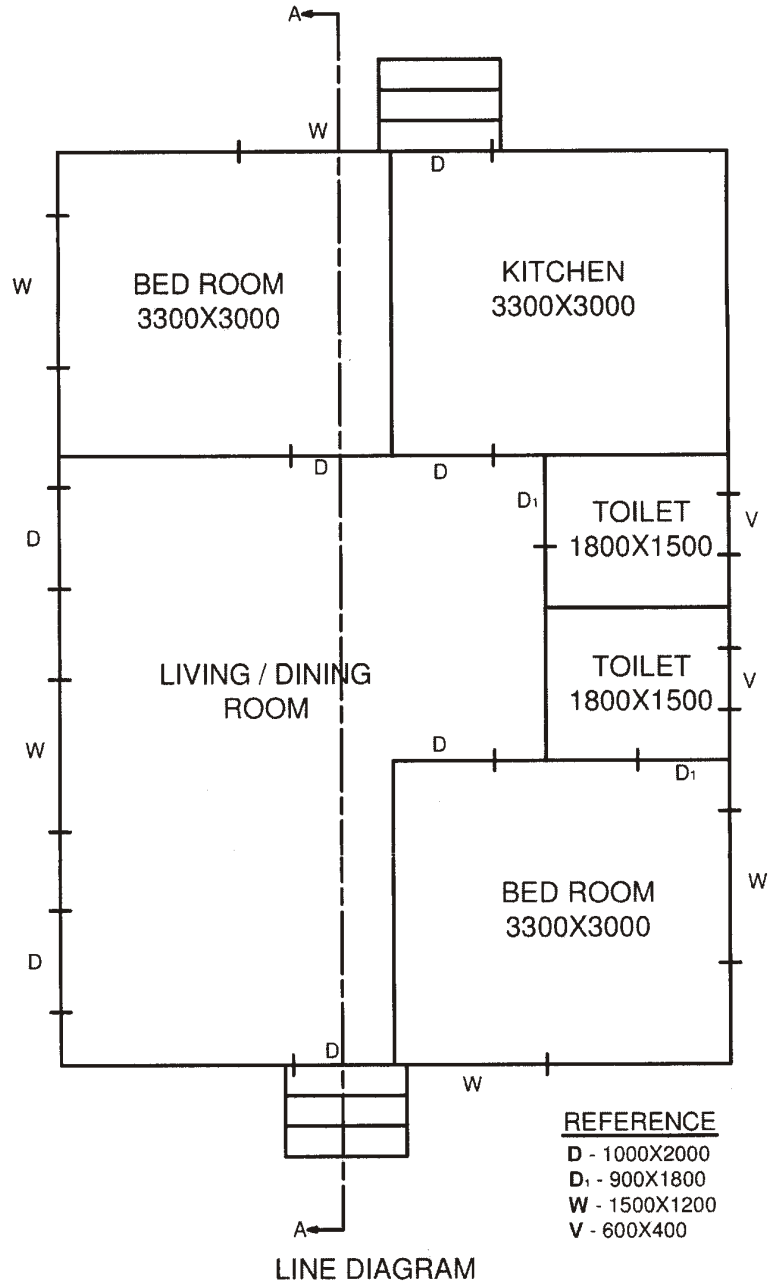 A
W
D
BED ROOM
3300X3000
KITCHEN
3300X3000
W
D
D
D₁
TOILET
1800X1500
V
D
LIVING / DINING
ROOM
TOILET
1800X1500
V
W
D
D₁
BED ROOM
3300X3000
W
D
D
W
REFERENCE
D - 1000X2000
D₁ - 900X1800
W - 1500X1200
V - 600X400
A
LINE DIAGRAM